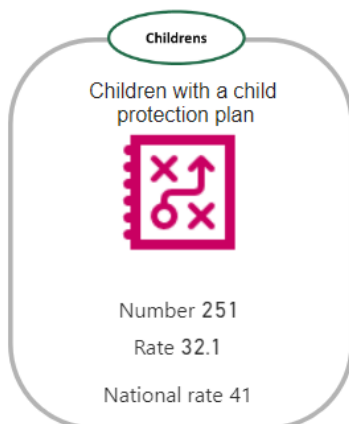 Childrens
Children with a child
protection plan
Number 251
Rate 32.1
National rate 41